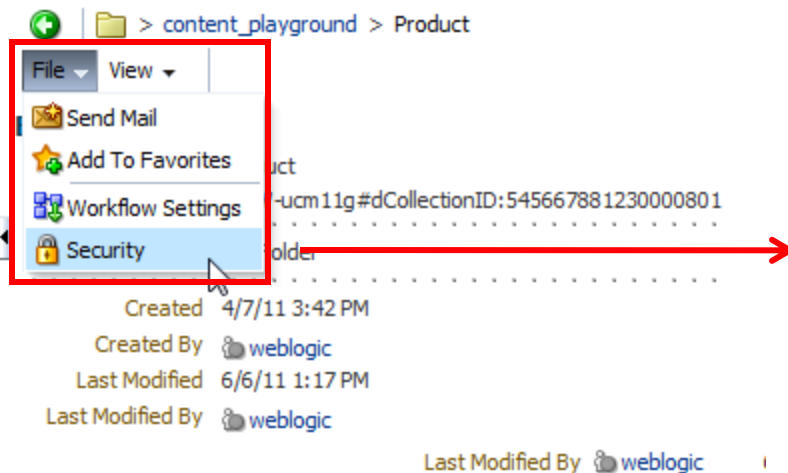 > content_playground > Product
File View
Send Mail
Add To Favorites
uct
Workflow Settings
-ucm11g#dCollectionID:545667881230000801
Security
older
Created 4/7/11 3:42 PM
Created By weblogic
Last Modified 6/6/11 1:17 PM
Last Modified By weblogic
Last Modified By weblogic